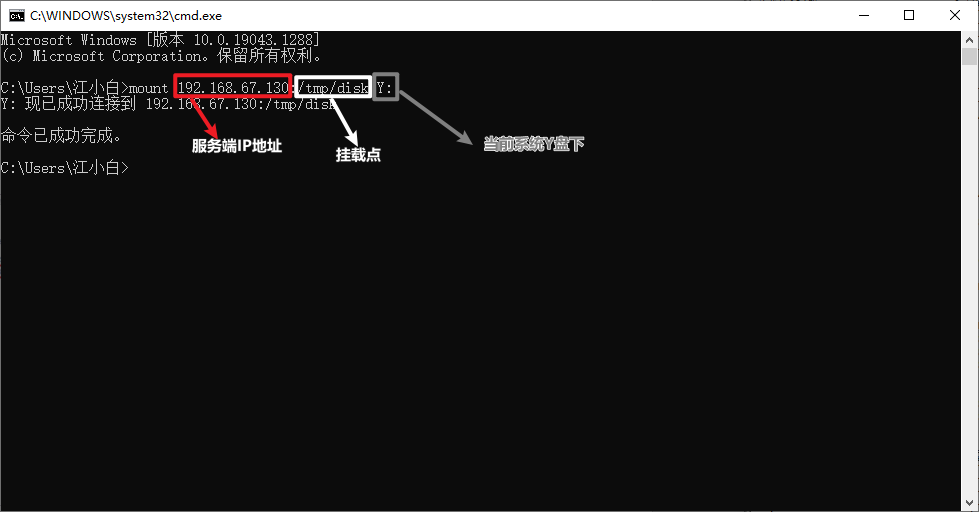 C:\WINDOWS\system32\cmd.exe
Microsoft Windows [版本 10.0.19043.1288]
(c) Microsoft Corporation。保留所有权利。
C:\Users\江小白>mount 192.168.67.130:/tmp/disk Y:
Y: 现已成功连接到 192.168.67.130:/tmp/disk
命令已成功完成。
服务端IP地址
挂载点
当前系统Y盘下
C:\Users\江小白>